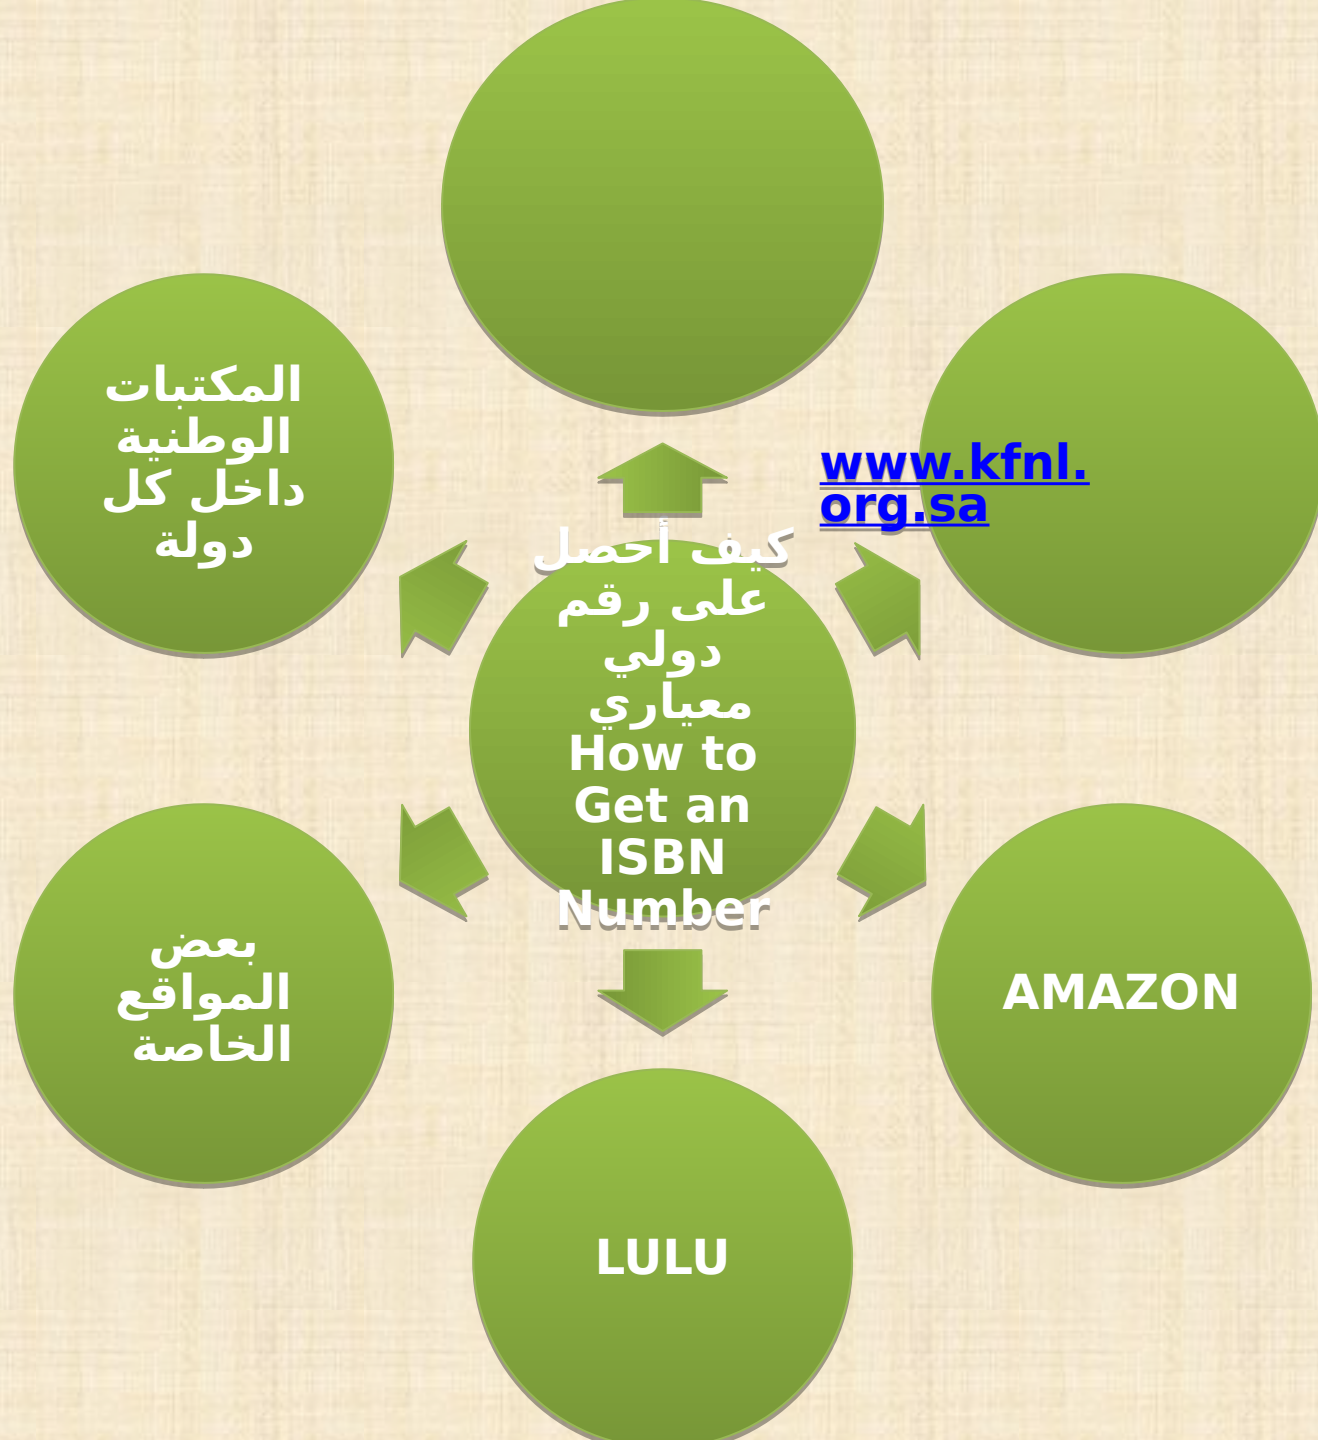 المكتبات
الوطنية
داخل كل
دولة
www.kfnl.
org.sa
كيف أحصل
على رقم
دولي
معياري
How to
Get an
ISBN
Number
بعض
المواقع
الخاصة
AMAZON
LULU